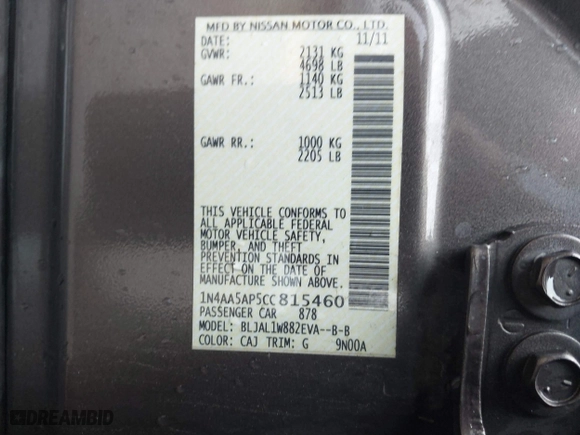 MFD BY NISSAN MOTOR CO., LTD.
DATE: 11/11
GVWR: 2131 KG
4698 LB
GAWR FR.: 1140 KG
2513 LB
GAWR RR.: 1000 KG
2205 LB
THIS VEHICLE CONFORMS TO
ALL APPLICABLE FEDERAL
MOTOR VEHICLE SAFETY,
BUMPER, AND THEFT
PREVENTION STANDARDS IN
EFFECT ON THE DATE OF
MANUFACTURE SHOWN ABOVE.
1N4AA5AP5CC815460
PASSENGER CAR 878
MODEL: BLJAL1W882EVA--B-B
COLOR: CAJ TRIM: G 9N00A
DREAMBID